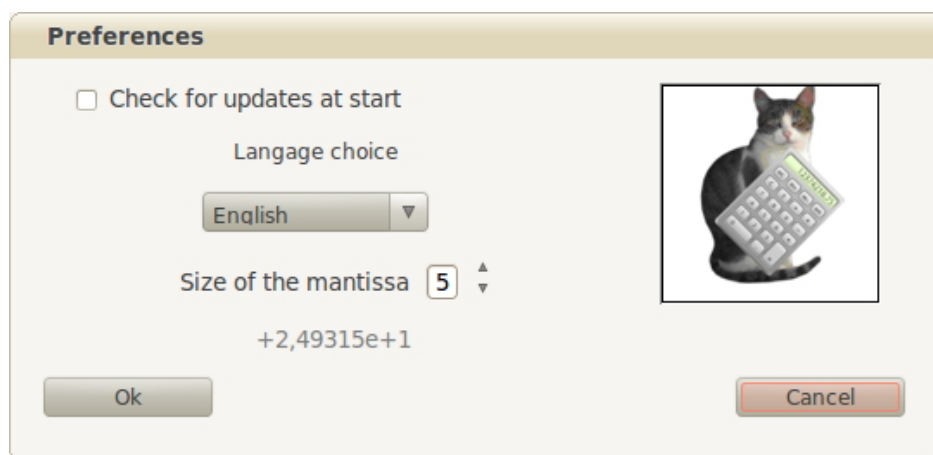 Preferences
Check for updates at start
Langage choice
English
Size of the mantissa 5
+2,49315e+1
Ok
Cancel